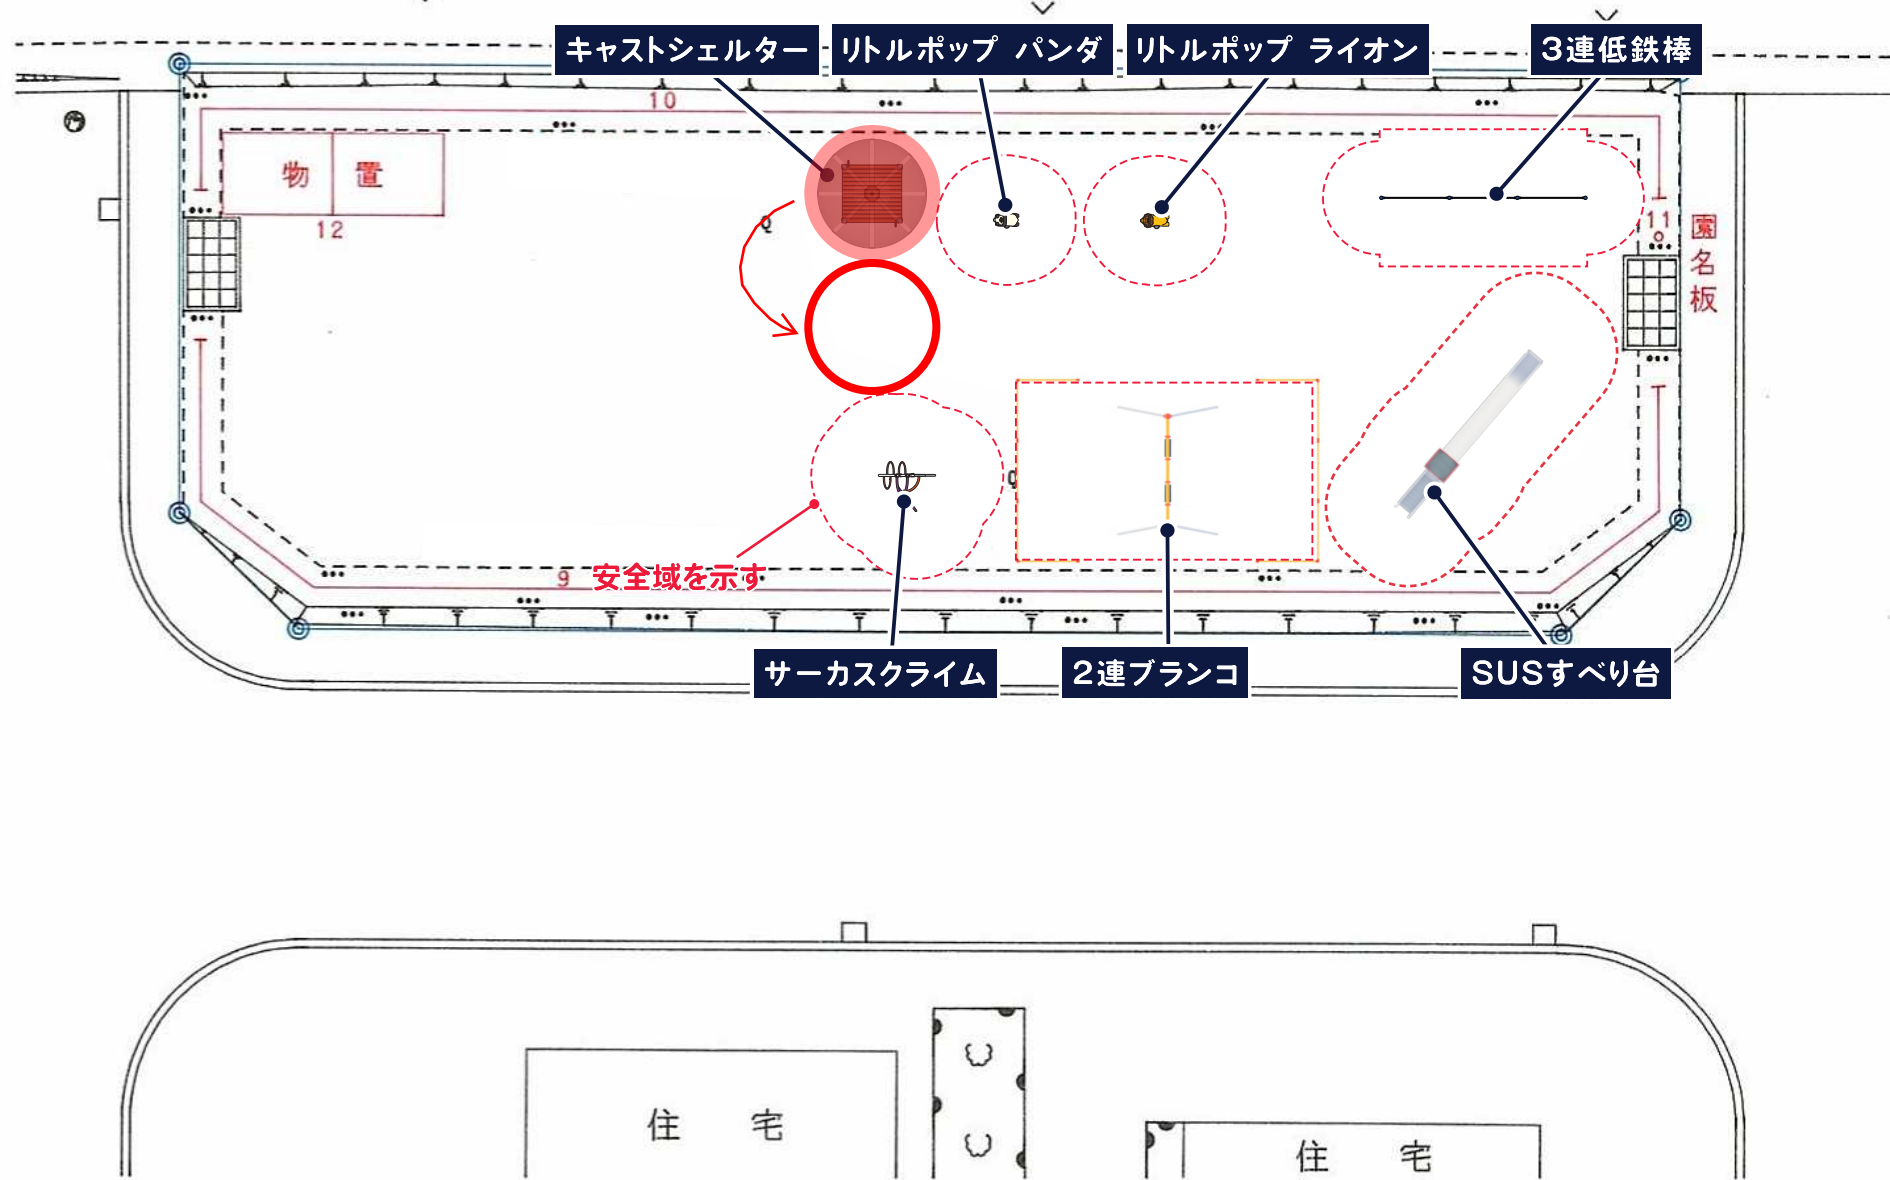 キャストシェルター
リトルポップ パンダ
リトルポップ ライオン
3連低鉄棒
10
物 置
12
Q
11
園名板
Q
9
安全域を示す
サーカスクライム
2連ブランコ
SUSすべり台
住 宅
住 宅